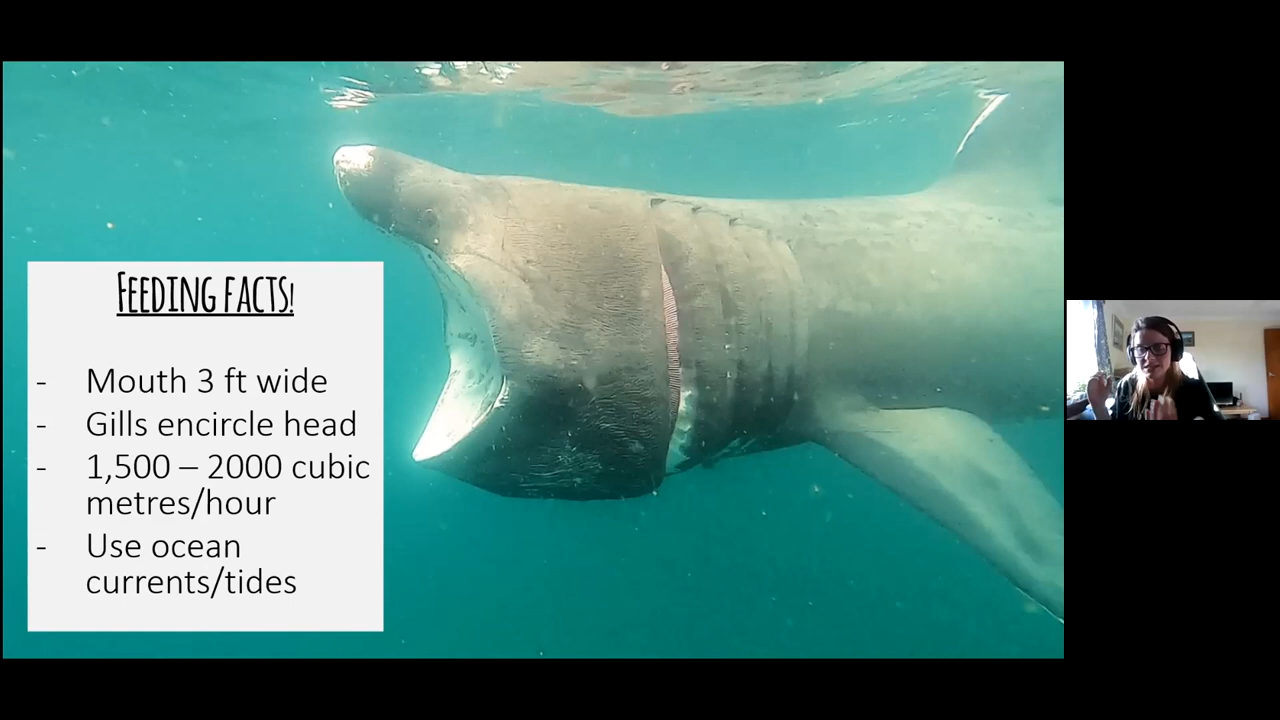 FEEDING FACTS!
- Mouth 3 ft wide
- Gills encircle head
- 1,500 – 2000 cubic
metres/hour
- Use ocean
currents/tides